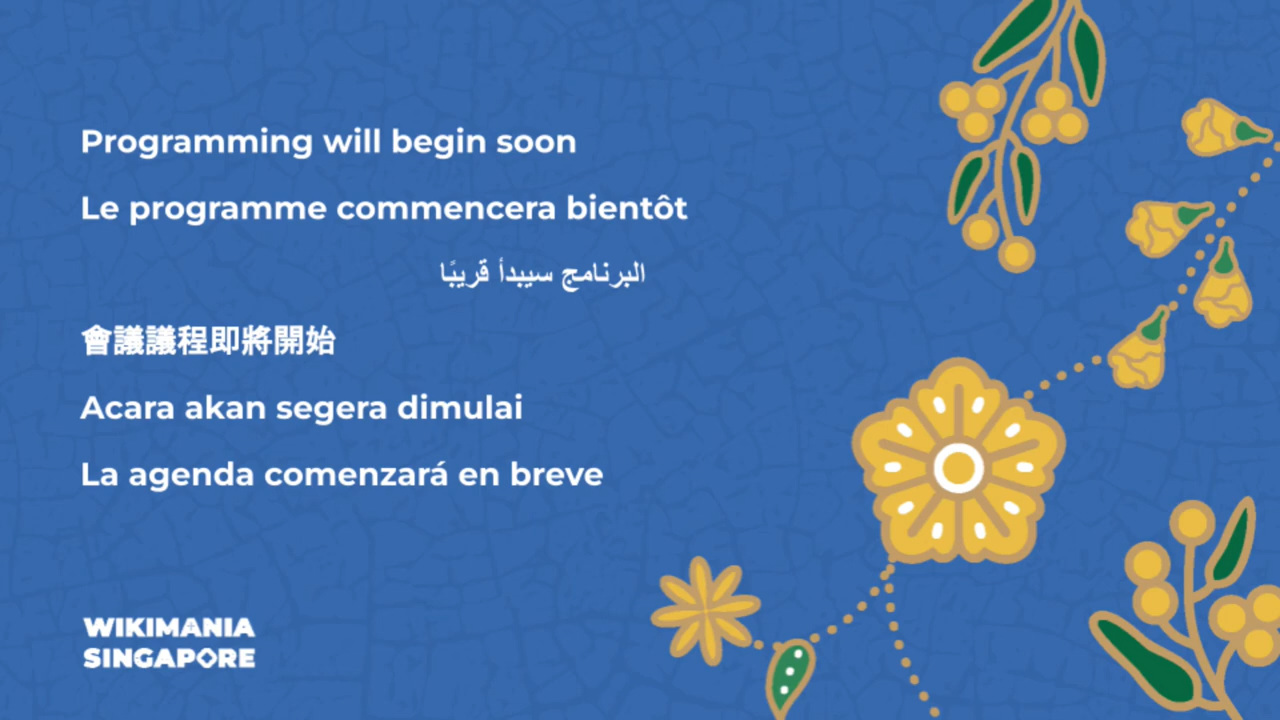 Programming will begin soon
Le programme commencera bientôt
البرنامج سيبدأ قريبًا
會議議程即將開始
Acara akan segera dimulai
La agenda comenzará en breve
WIKIMANIA
SINGAPORE